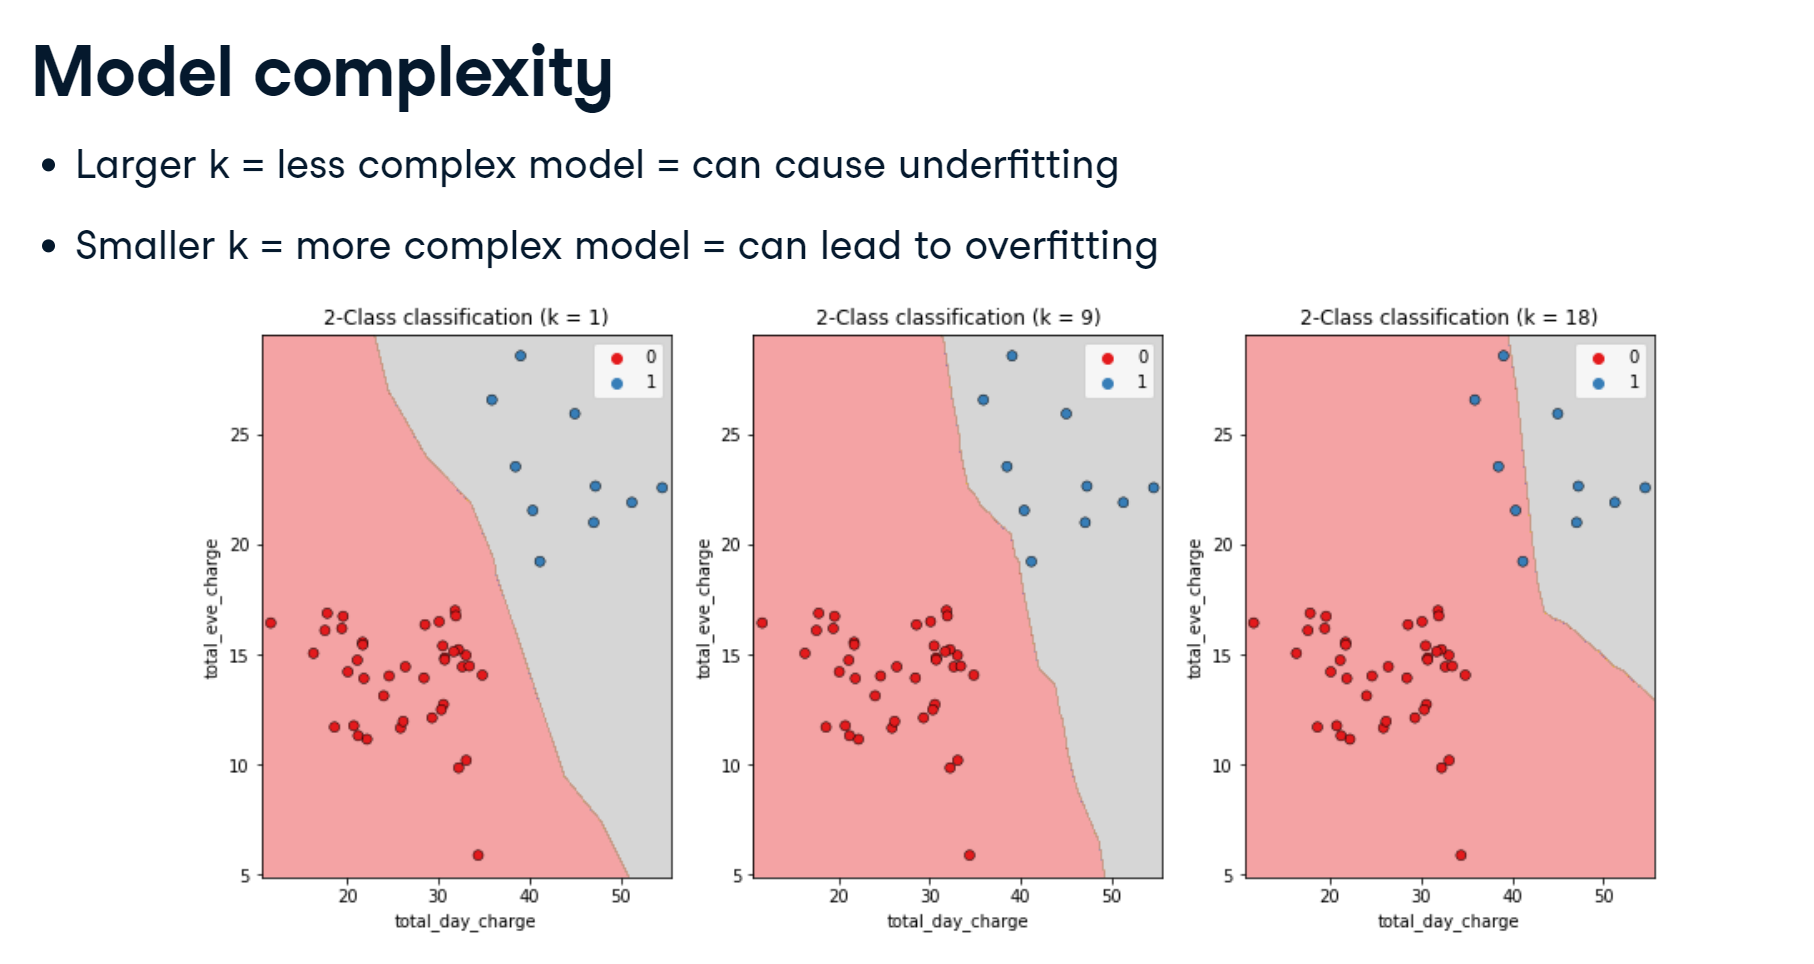 Model complexity
• Larger k = less complex model = can cause underfitting
• Smaller k = more complex model = can lead to overfitting
2-Class classification (k = 1)
0
1
25
20
15
10
5
total_eve_charge
20 30 40 50
total_day_charge
2-Class classification (k = 9)
0
1
25
20
15
10
5
total_eve_charge
20 30 40 50
total_day_charge
2-Class classification (k = 18)
0
1
25
20
15
10
5
total_eve_charge
20 30 40 50
total_day_charge